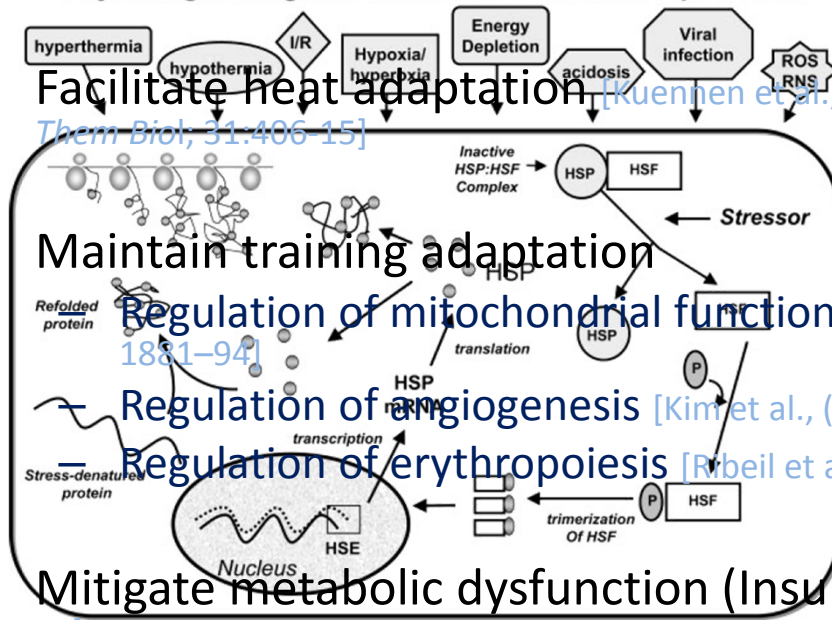 hyperthermia
hypothermia
I/R
Hypoxia/
hyperoxia
Energy
Depletion
acidosis
Viral
infection
ROS
RNS
Facilitate heat adaptation [Kuennen et al.,
Them Biol; 31:406-15]
Inactive
HSP:HSF
Complex
HSP
HSF
Stressor
Maintain training adaptation
HSP
Refolded
protein
HSF
– Regulation of mitochondrial function
HSP
1881–94]
translation
P
HSP
mRNA
– Regulation of angiogenesis [Kim et al., (
transcription
– Regulation of erythropoiesis [Ribeil et a
Stress-denatured
protein
P
HSF
trimerization
Of HSF
HSE
Nucleus
Mitigate metabolic dysfunction (Insu